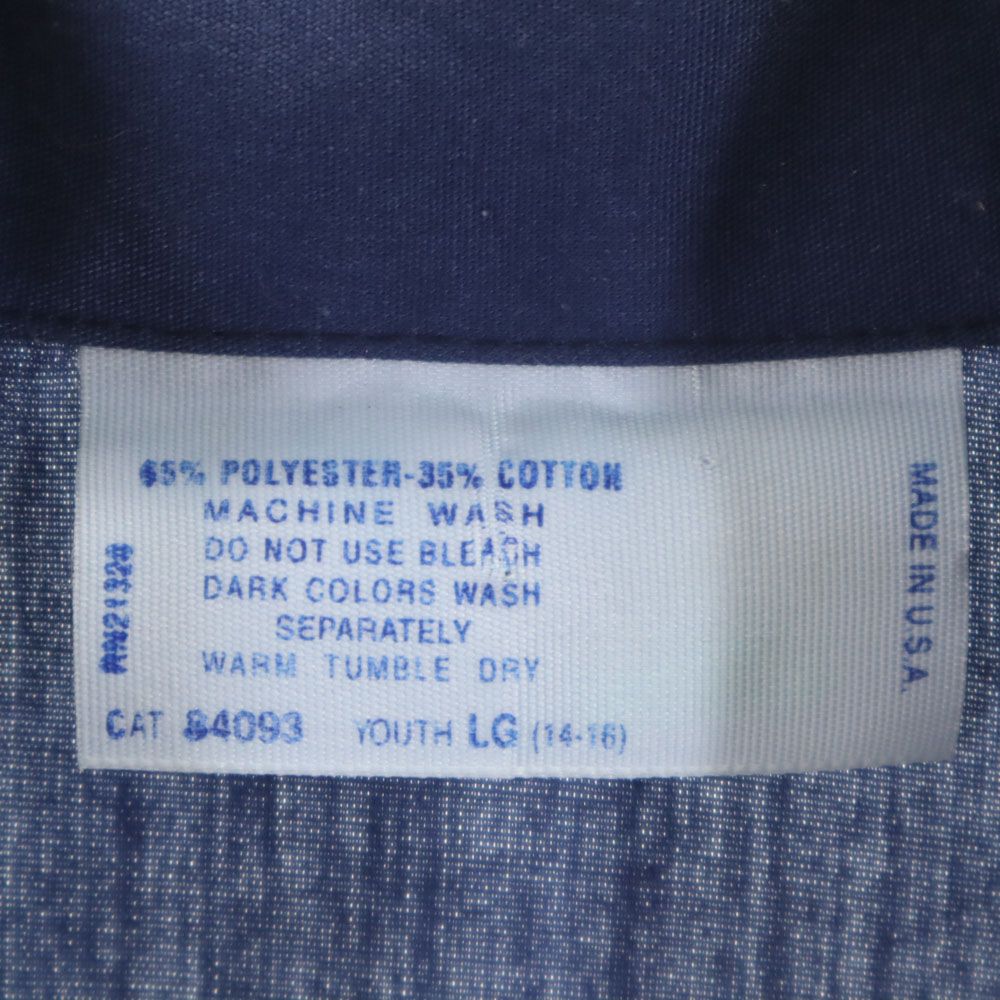 65% POLYESTER-35% COTTON
MACHINE WASH
DO NOT USE BLEACH
DARK COLORS WASH
SEPARATELY
WARM TUMBLE DRY
CAT 84093 YOUTH LG (14-16)
MADE IN U.S.A.